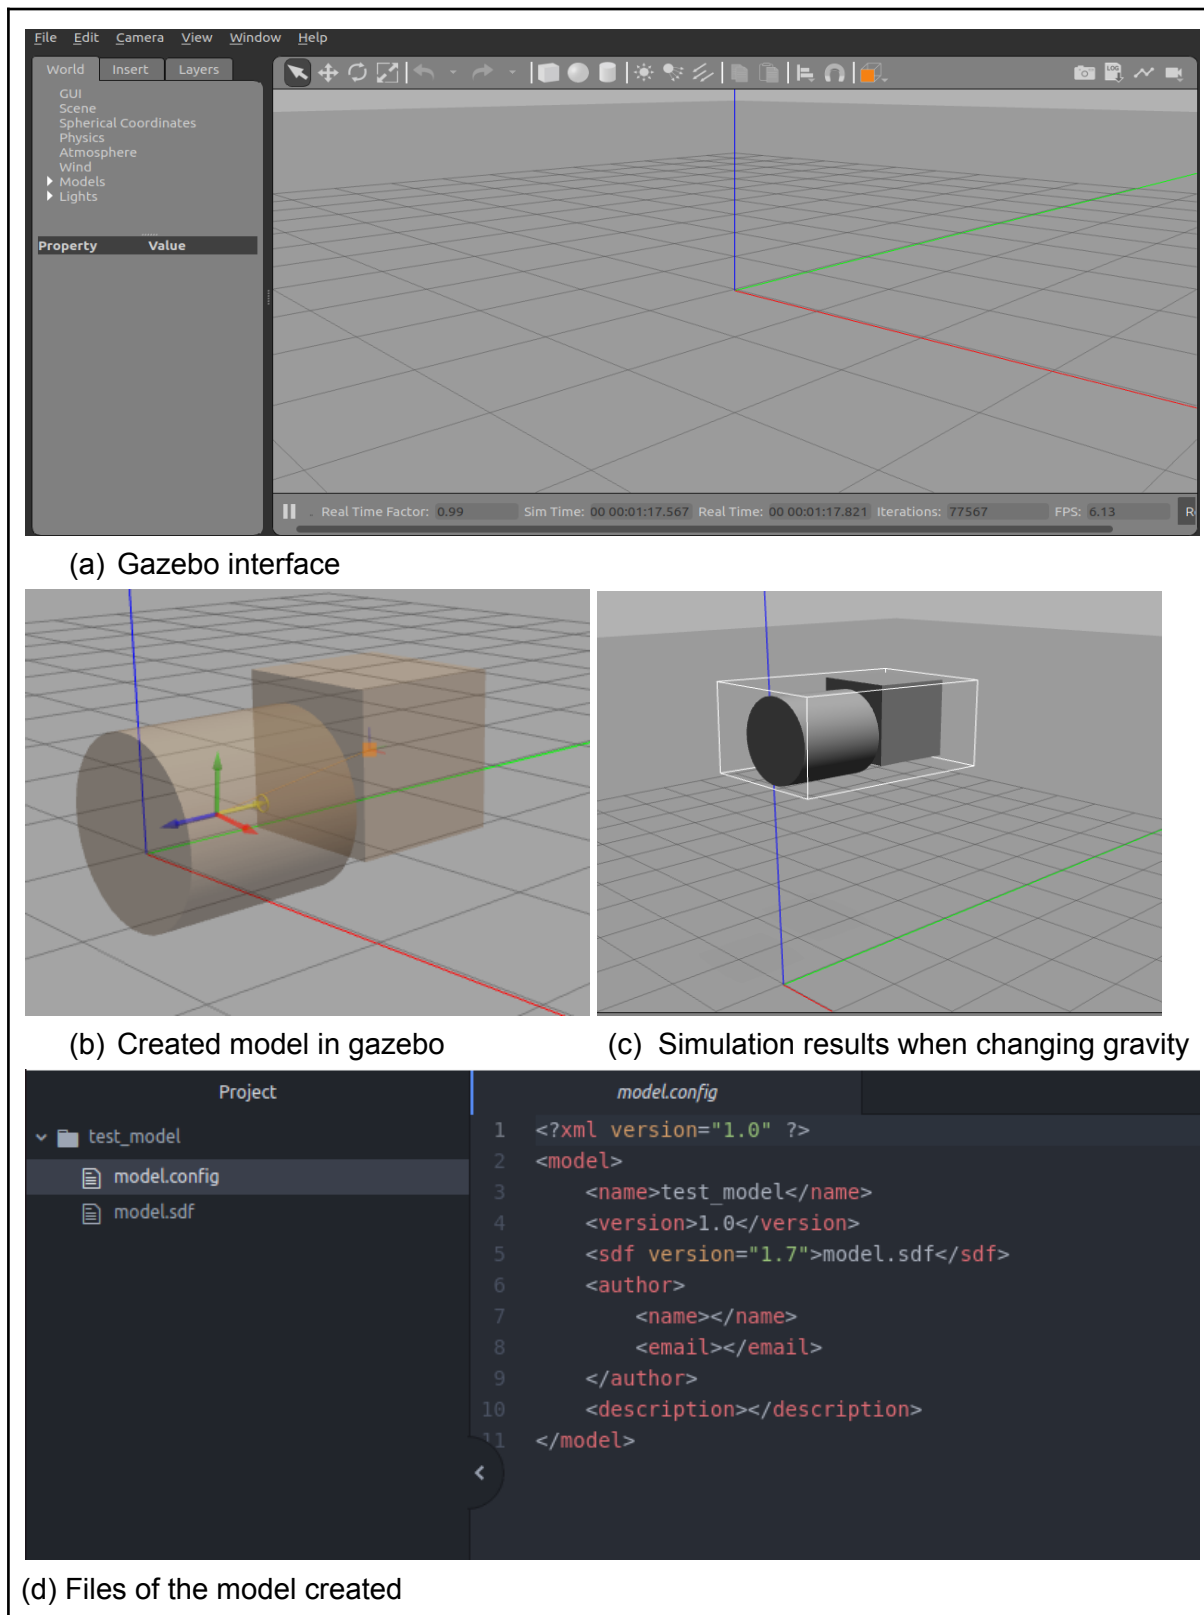 File Edit Camera View Window Help
World Insert Layers
GUI
Scene
Spherical Coordinates
Physics
Atmosphere
Wind
Models
Lights
Property Value
LOG
Real Time Factor: 0.99 Sim Time: 00 00:01:17.567 Real Time: 00 00:01:17.821 Iterations: 77567 FPS: 6.13 R
(a) Gazebo interface
(b) Created model in gazebo
(c) Simulation results when changing gravity
Project
test_model
model.config
model.sdf
model.config
1 <?xml version="1.0" ?>
2 <model>
3 <name>test_model</name>
4 <version>1.0</version>
5 <sdf version="1.7">model.sdf</sdf>
6 <author>
7 <name></name>
8 <email></email>
9 </author>
10 <description></description>
11 </model>
(d) Files of the model created